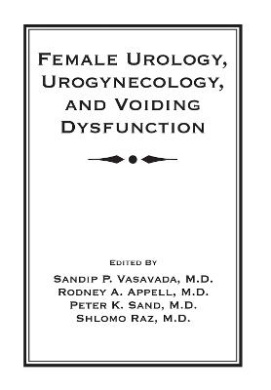 FEMALE UROLOGY,
UROGYNECOLOGY,
AND VOIDING
DYSFUNCTION
EDITED BY
SANDIP P. VASAVADA, M.D.
RODNEY A. APPELL, M.D.
PETER K. SAND, M.D.
SHLOMO RAZ, M.D.